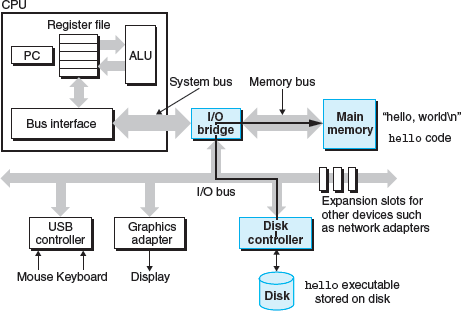 CPU
Register file
PC
ALU
System bus
Memory bus
Bus interface
I/O
bridge
Main
memory
"hello, world\n"
hello code
I/O bus
Expansion slots for
other devices such
as network adapters
USB
controller
Graphics
adapter
Disk
controller
Mouse Keyboard
Display
Disk
hello executable
stored on disk